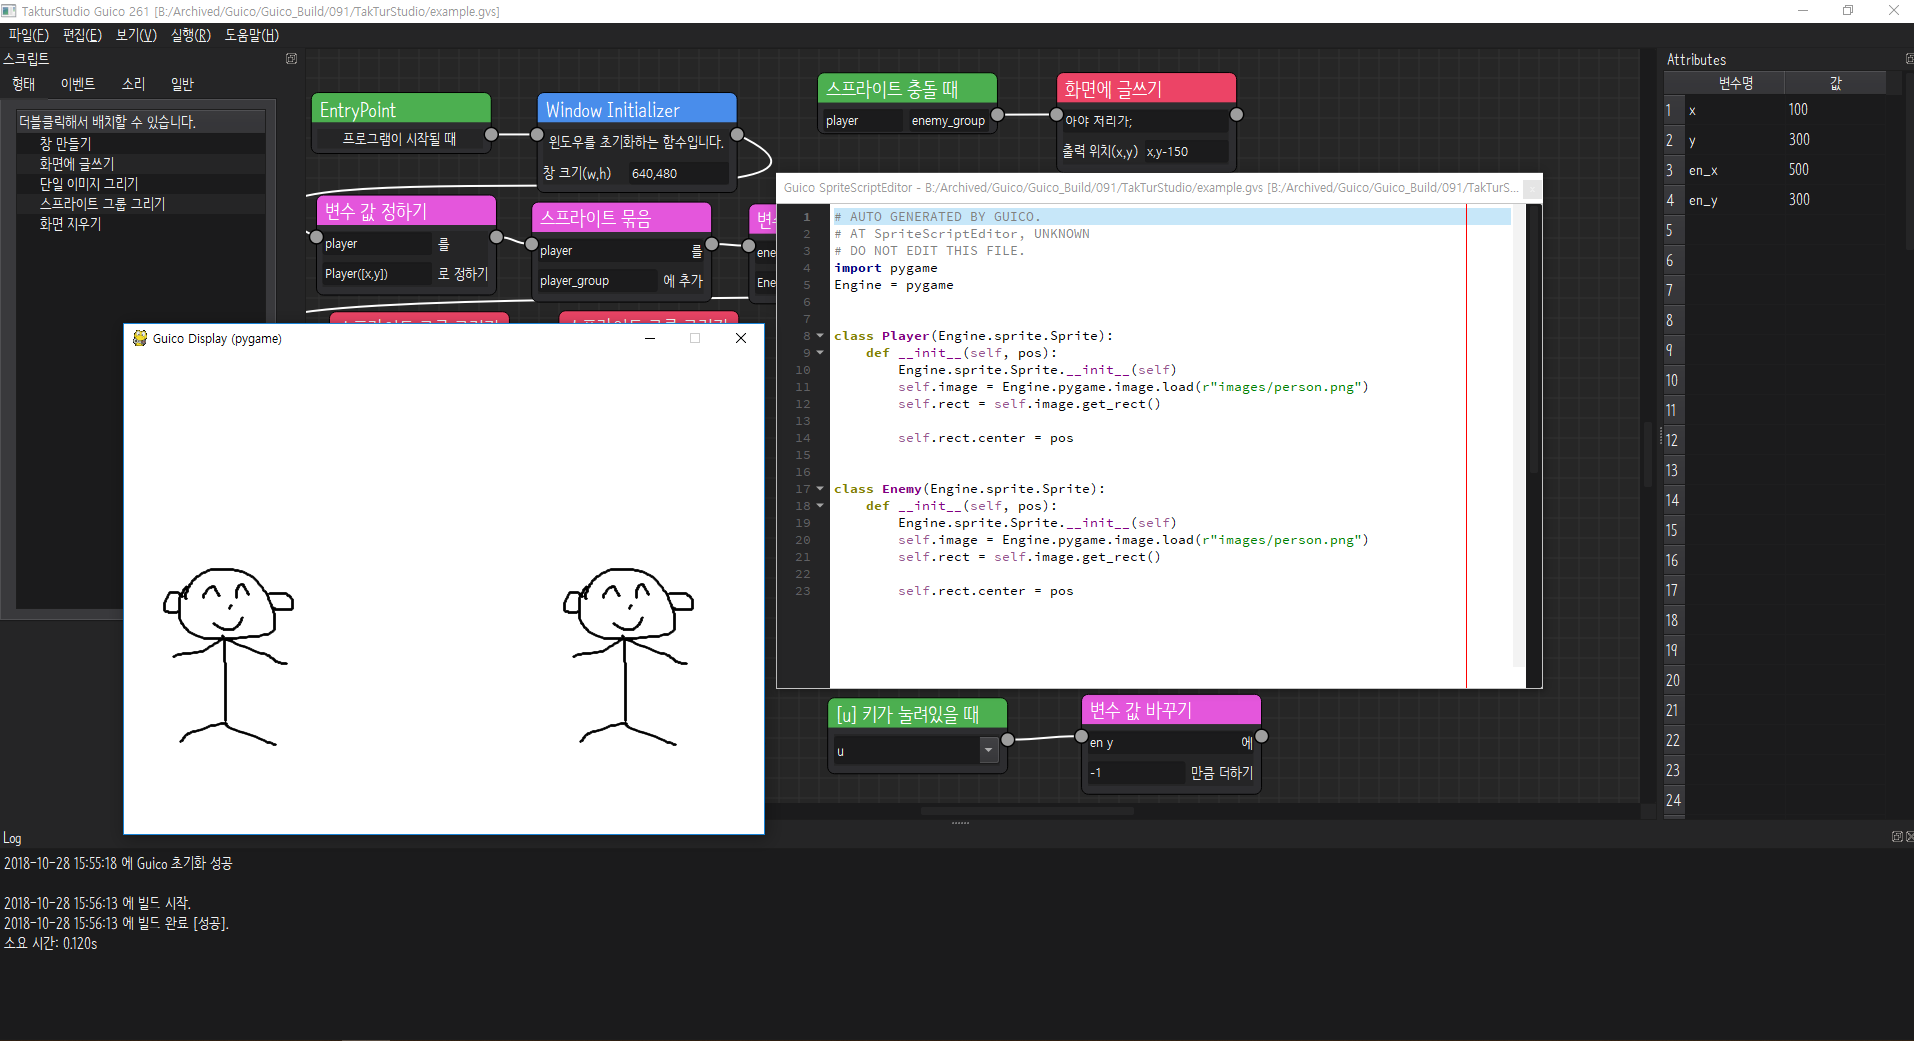 TakturStudio Guico 261 [B:/Archived/Guico/Guico_Build/091/TakTurStudio/example.gvs]
파일(F) 편집(E) 보기(V) 실행(R) 도움말(H)
스크립트
형태 이벤트 소리 일반
더블클릭해서 배치할 수 있습니다.
창 만들기
화면에 글쓰기
단일 이미지 그리기
스프라이트 그룹 그리기
화면 지우기
EntryPoint
프로그램이 시작될 때
Window Initializer
윈도우를 초기화하는 함수입니다.
창 크기(w,h) 640,480
스프라이트 충돌 때
player enemy_group
화면에 글쓰기
아야 저리가;
출력 위치(x,y) x,y-150
변수 값 정하기
player 를
Player([x,y]) 로 정하기
스프라이트 묶음
player 를
player_group 에 추가
변
ene
Ene
스프라이트 그룹 그리기
스프라이트 그룹 그리기
Guico SpriteScriptEditor - B:/Archived/Guico/Guico_Build/091/TakTurStudio/example.gvs [B:/Archived/Guico/Guico_Build/091/TakTurS...
1 # AUTO GENERATED BY GUICO.
2 # AT SpriteScriptEditor, UNKNOWN
3 # DO NOT EDIT THIS FILE.
4 import pygame
5 Engine = pygame
6
7
8 class Player(Engine.sprite.Sprite):
9 def __init__(self, pos):
10 Engine.sprite.Sprite.__init__(self)
11 self.image = Engine.pygame.image.load(r"images/person.png")
12 self.rect = self.image.get_rect()
13
14 self.rect.center = pos
15
16
17 class Enemy(Engine.sprite.Sprite):
18 def __init__(self, pos):
19 Engine.sprite.Sprite.__init__(self)
20 self.image = Engine.pygame.image.load(r"images/person.png")
21 self.rect = self.image.get_rect()
22
23 self.rect.center = pos
Guico Display (pygame)
[u] 키가 눌려있을 때
u
변수 값 바꾸기
en y 에
-1 만큼 더하기
Attributes
변수명 값
1 x 100
2 y 300
3 en_x 500
4 en_y 300
5
6
7
8
9
10
11
12
13
14
15
16
17
18
19
20
21
22
23
24
Log
2018-10-28 15:55:18 에 Guico 초기화 성공
2018-10-28 15:56:13 에 빌드 시작.
2018-10-28 15:56:13 에 빌드 완료 [성공].
소요 시간: 0.120s